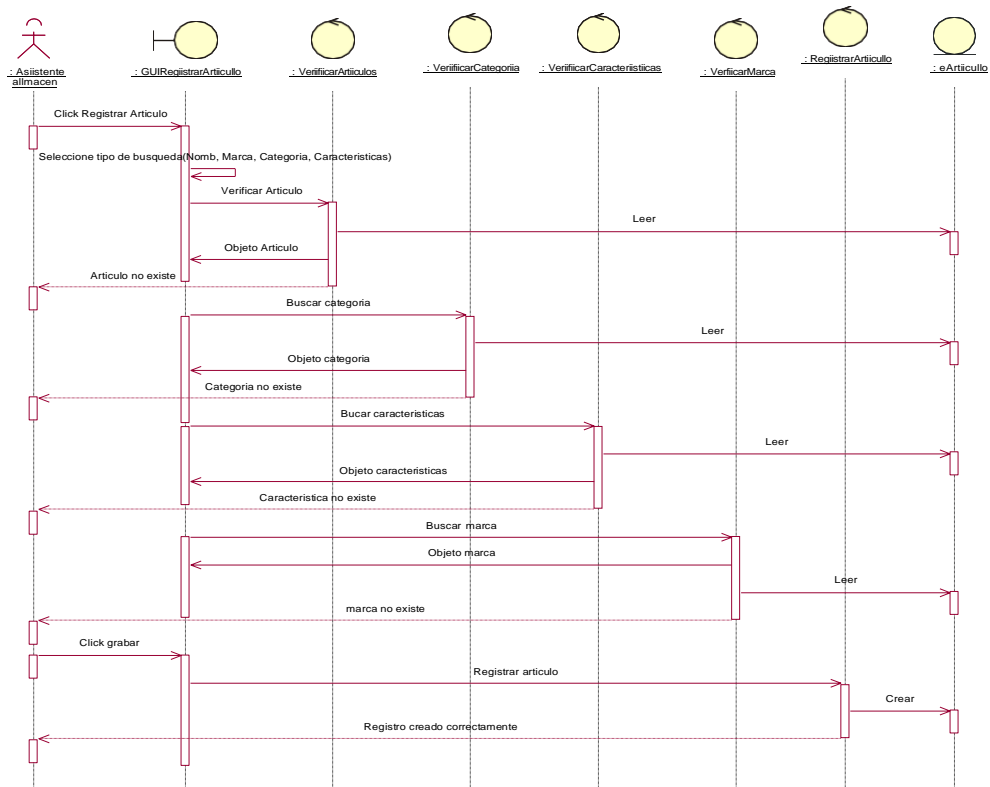 : Asiistente
allmacen
: GUIRegiistrarArtiicullo
: VeriifiicarArtiiculos
: VeriifiicarCategoriia
: VeriifiicarCaracteriistiicas
: VerfiicarMarca
: RegiistrarArtiicullo
: eArtiicullo
Click Registrar Articulo
Seleccione tipo de busqueda(Nomb, Marca, Categoria, Caracteristicas)
Verificar Articulo
Leer
Objeto Articulo
Articulo no existe
Buscar categoria
Leer
Objeto categoria
Categoria no existe
Bucar caracteristicas
Leer
Objeto caracteristicas
Caracteristica no existe
Buscar marca
Objeto marca
Leer
marca no existe
Click grabar
Registrar articulo
Crear
Registro creado correctamente